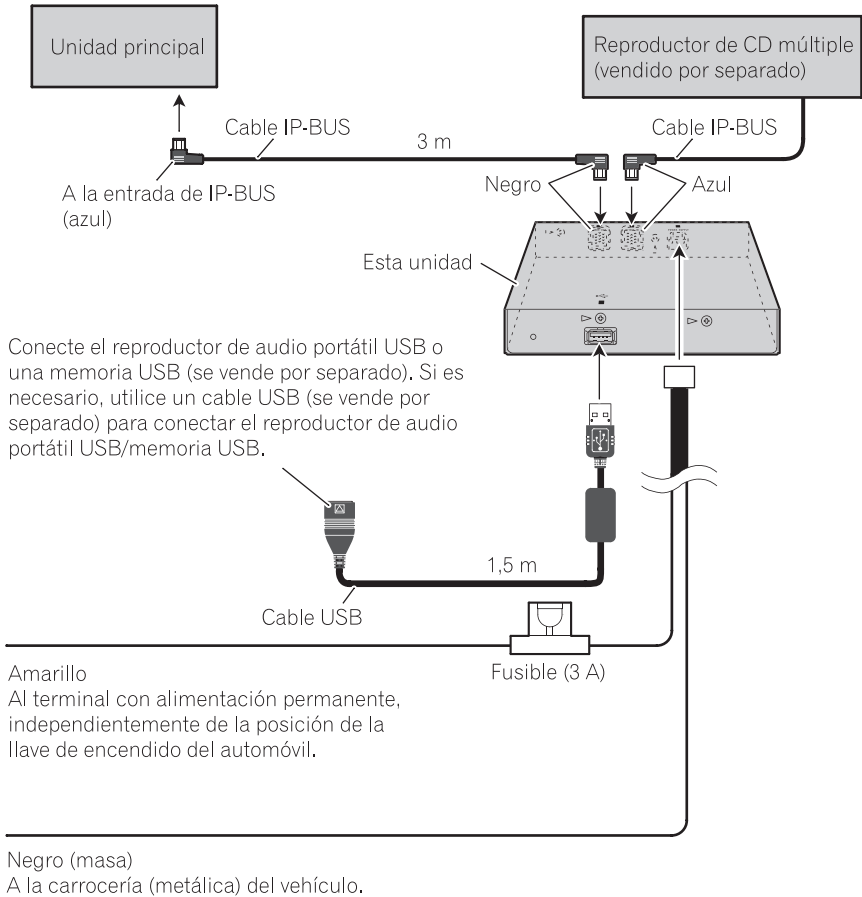 Unidad principal
Reproductor de CD múltiple
(vendido por separado)
Cable IP-BUS
3 m
Cable IP-BUS
A la entrada de IP-BUS
(azul)
Negro
Azul
Esta unidad
Conecte el reproductor de audio portátil USB o
una memoria USB (se vende por separado). Si es
necesario, utilice un cable USB (se vende por
separado) para conectar el reproductor de audio
portátil USB/memoria USB.
1,5 m
Cable USB
Fusible (3 A)
Amarillo
Al terminal con alimentación permanente,
independientemente de la posición de la
llave de encendido del automóvil.
Negro (masa)
A la carrocería (metálica) del vehículo.